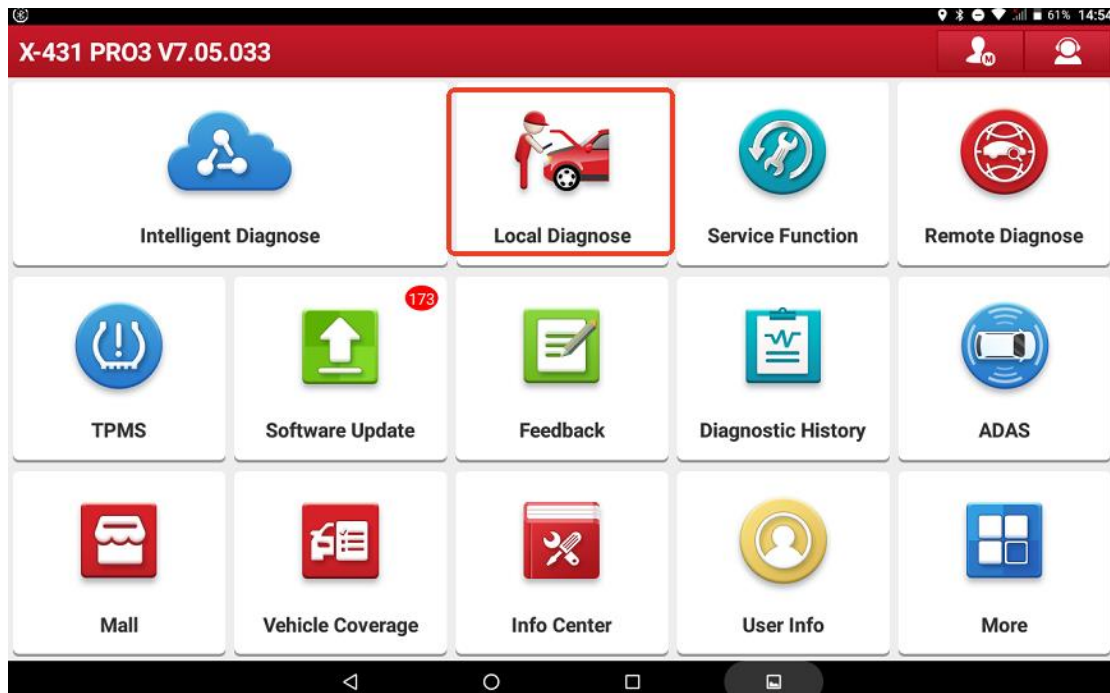 61% 14:54
X-431 PRO3 V7.05.033
M
Intelligent Diagnose
Local Diagnose
Service Function
Remote Diagnose
173
TPMS
Software Update
Feedback
Diagnostic History
ADAS
Mall
Vehicle Coverage
Info Center
User Info
More